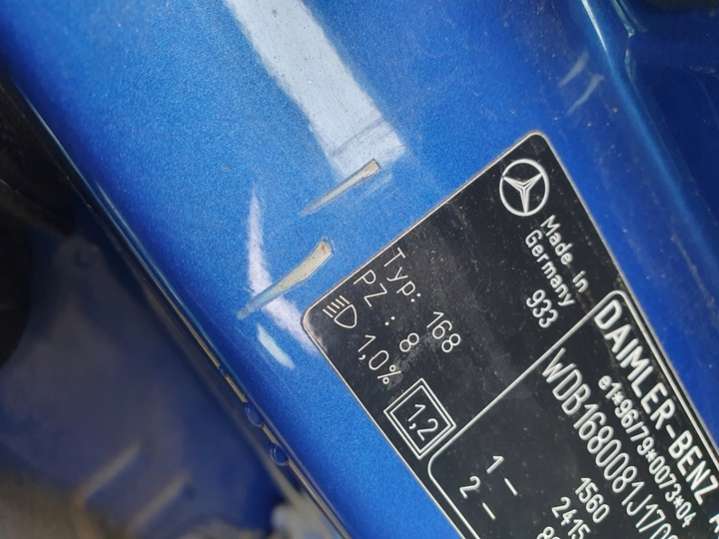 Made in
Germany
933
Typ: 168
PZ : 8
1,0%
1,2
DAIMLER-BENZ
e1*96/79*0073*04
WDB1680081J170
1 – 1560
2 – 2415